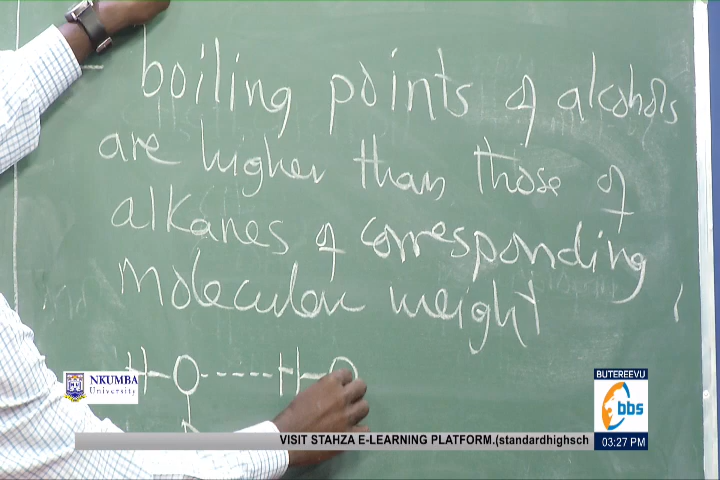 boiling points of alcohols
are higher than those of
alkanes of corresponding
molecular weight
H-O-----H-O
NKUMBA
University
BUTEREEVU
bbs
03:27 PM
VISIT STAHZA E-LEARNING PLATFORM.(standardhighsch